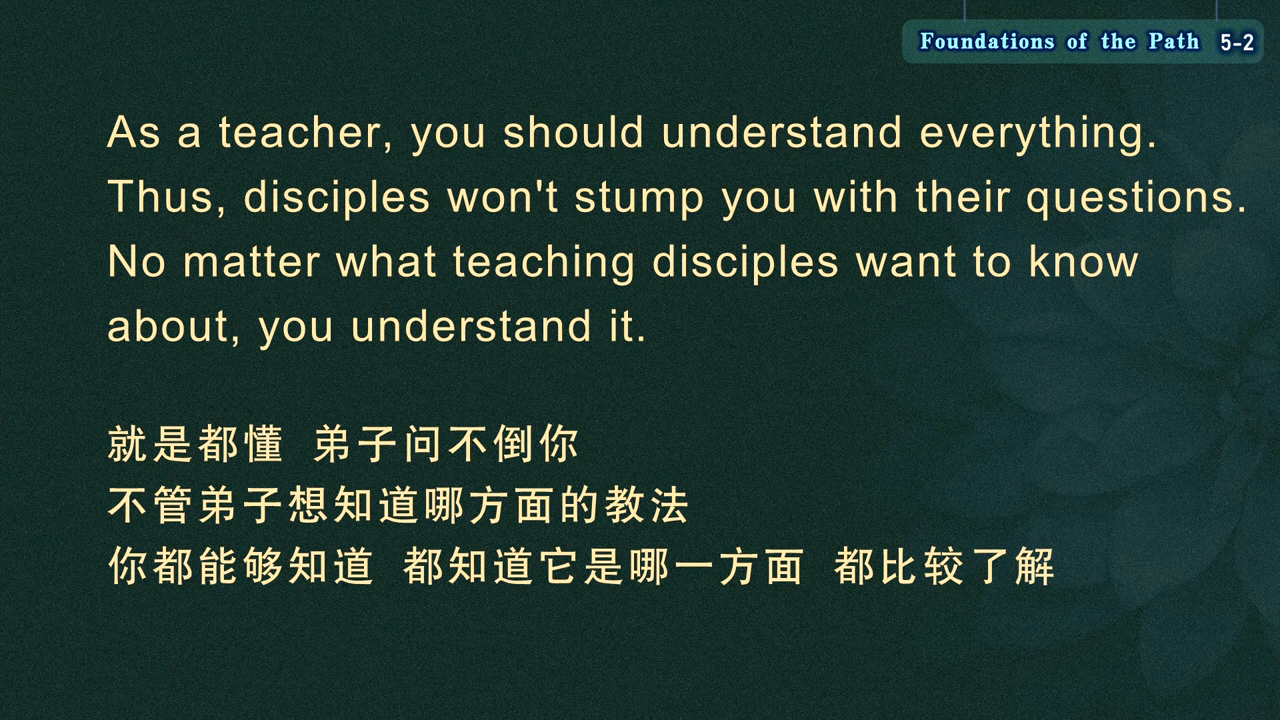 Foundations of the Path 5-2
As a teacher, you should understand everything.
Thus, disciples won't stump you with their questions.
No matter what teaching disciples want to know
about, you understand it.
就是都懂 弟子问不倒你
不管弟子想知道哪方面的教法
你都能够知道 都知道它是哪一方面 都比较了解